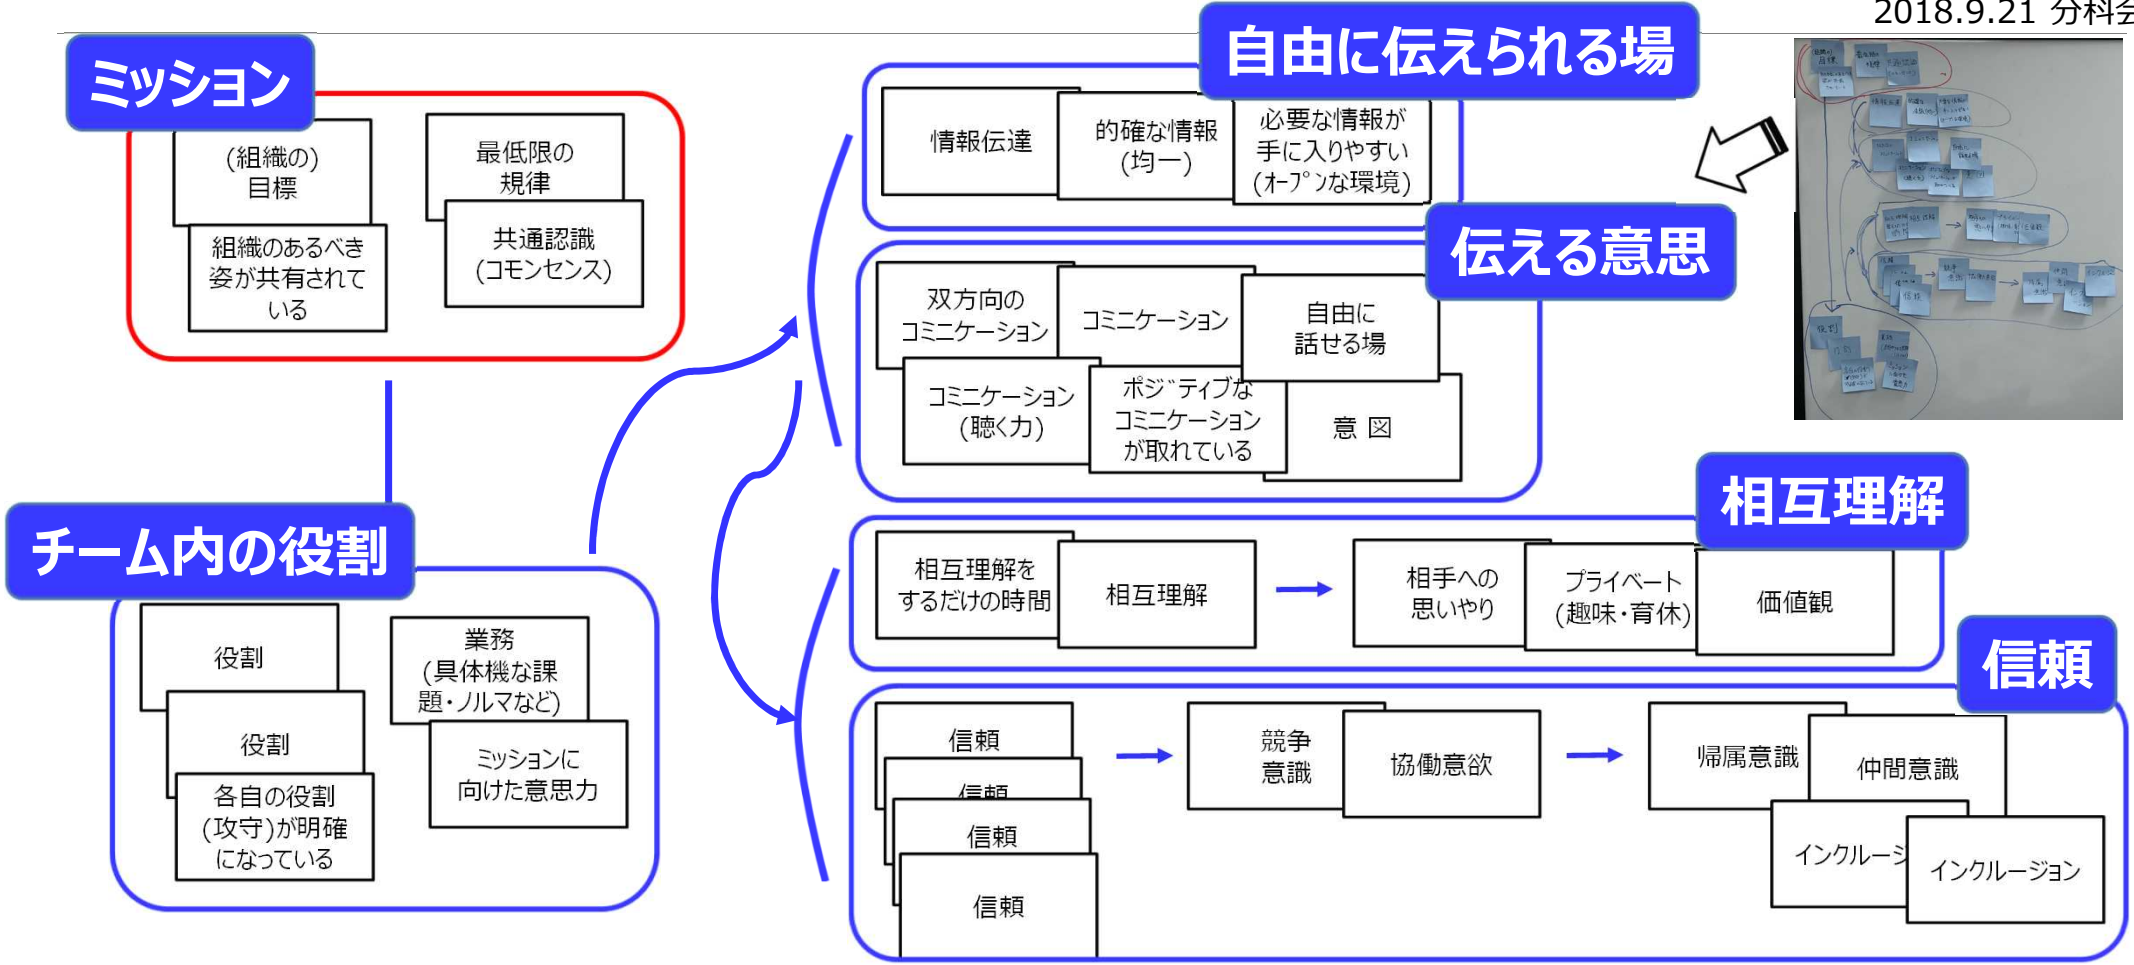 2018.9.21 分科会
ミッション
(組織の)
目標
組織のあるべき
姿が共有されて
いる
最低限の
規律
共通認識
(コモンセンス)
チーム内の役割
役割
役割
各自の役割
(攻守)が明確
になっている
業務
(具体機な課
題・ノルマなど)
ミッションに
向けた意思力
自由に伝えられる場
情報伝達
的確な情報
(均一)
必要な情報が
手に入りやすい
(オープンな環境)
伝える意思
双方向の
コミニケーション
コミニケーション
自由に
話せる場
コミニケーション
(聴く力)
ポジティブな
コミニケーション
が取れている
意 図
相互理解
相互理解を
するだけの時間
相互理解
相手への
思いやり
プライベート
(趣味・育休)
価値観
信頼
信頼
信頼
信頼
信頼
競争
意識
協働意欲
帰属意識
仲間意識
インクルージ
インクルージョン